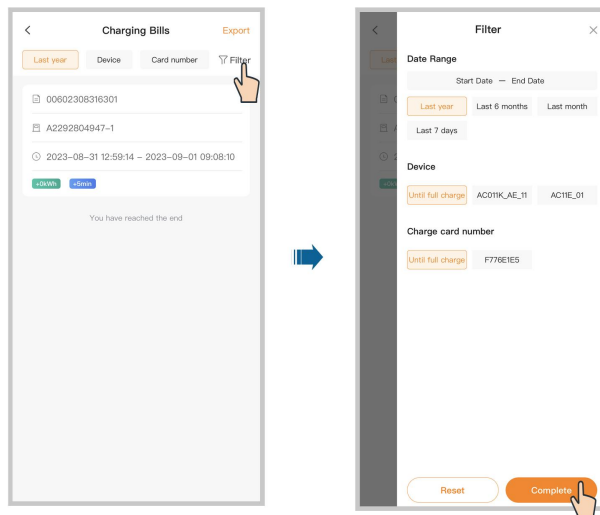 Charging Bills
Export
Last year
Device
Card number
Filter
00602308316301
A2292804947-1
2023-08-31 12:59:14 - 2023-09-01 09:08:10
+0kWh
+5min
You have reached the end
Filter
Date Range
Start Date — End Date
Last year
Last 6 months
Last month
Last 7 days
Device
Until full charge
AC011K_AE_11
AC11E_01
Charge card number
Until full charge
F776E1E5
Reset
Complete